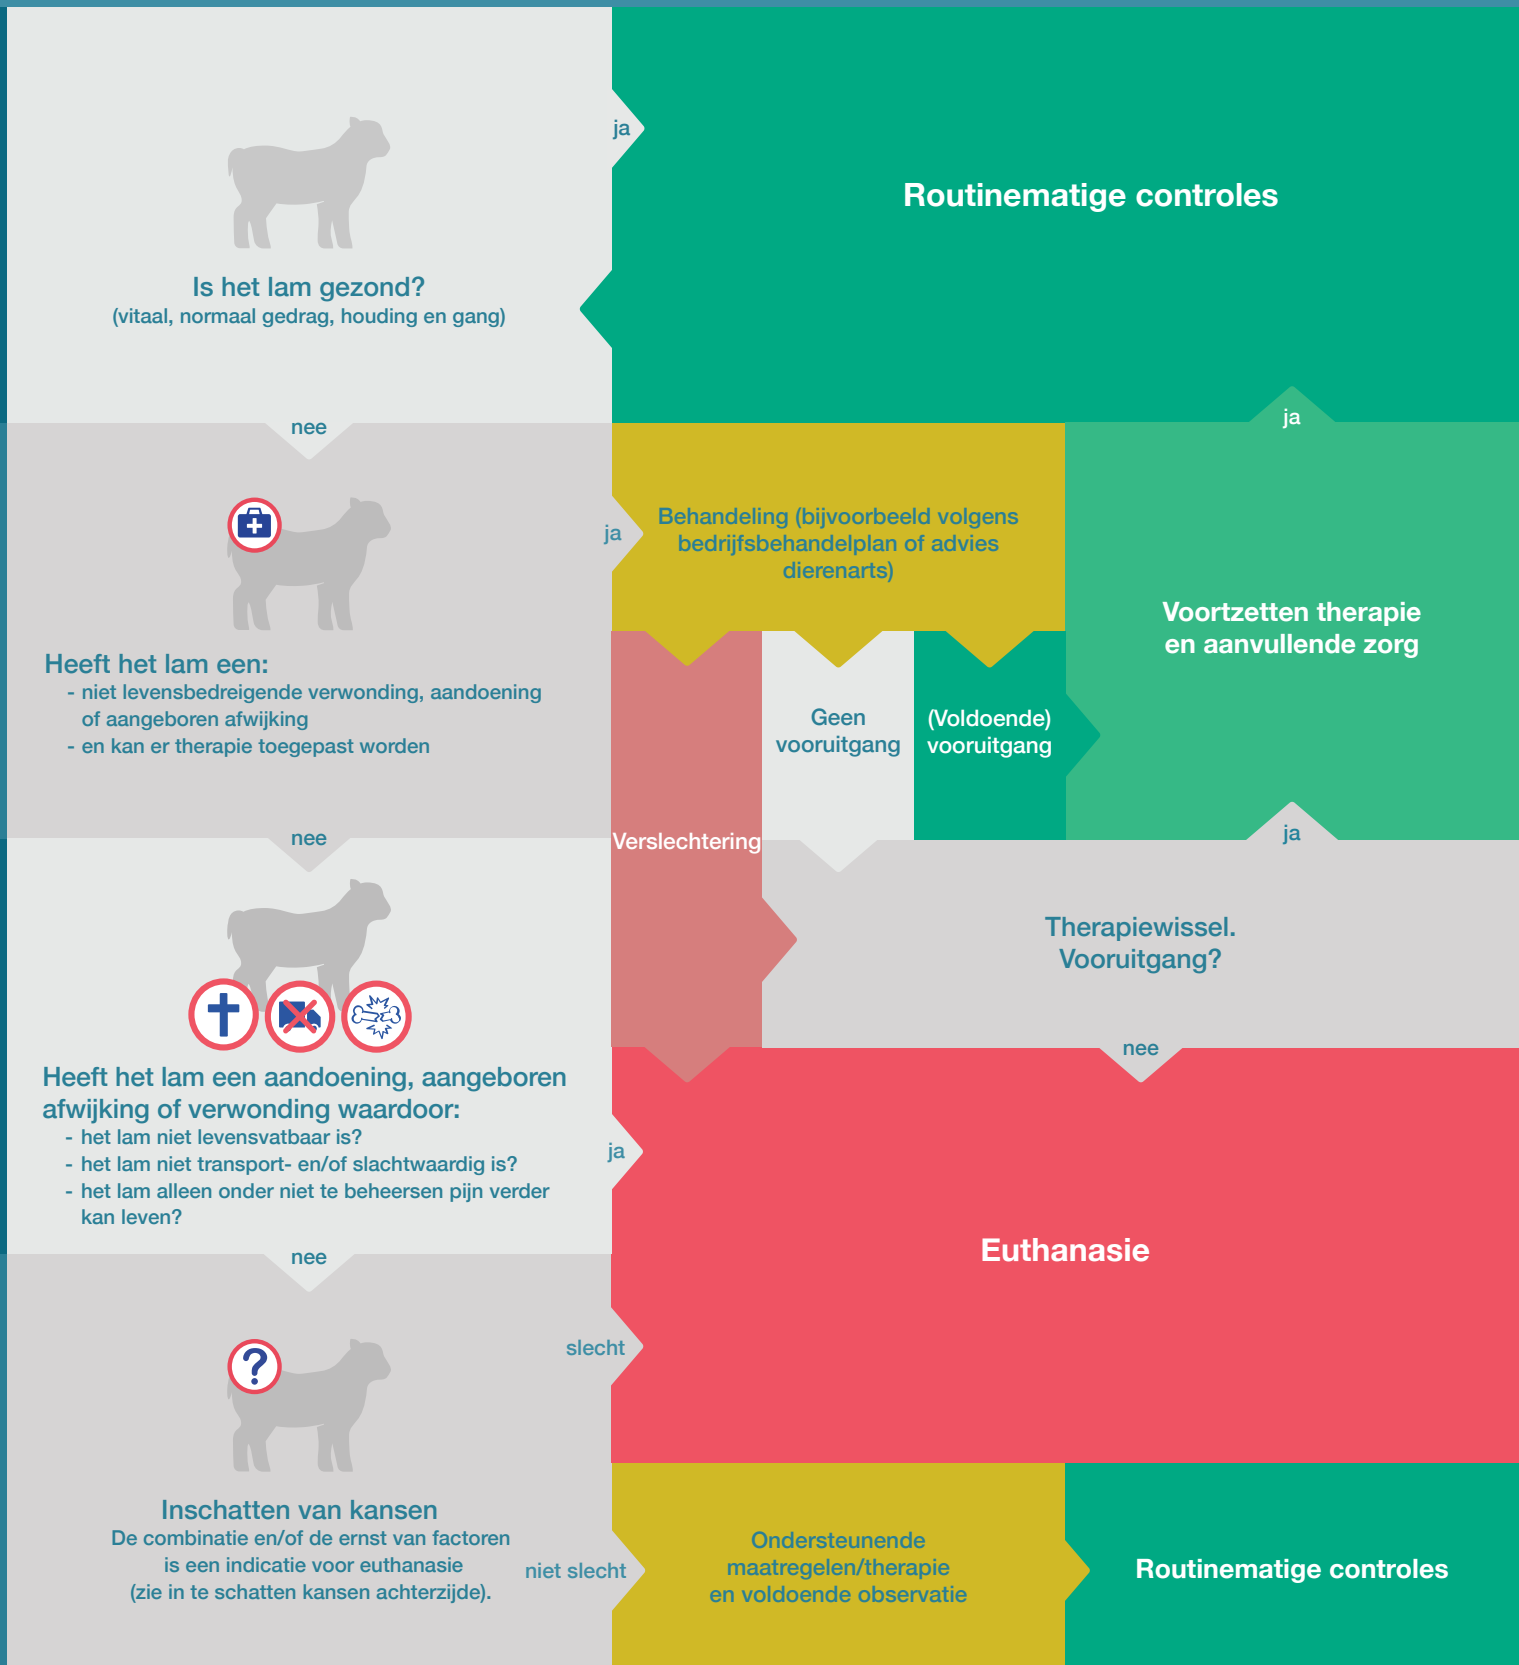 ja
Routinematige controles
Is het lam gezond?
(vitaal, normaal gedrag, houding en gang)
nee
ja
Behandeling (bijvoorbeeld volgens
bedrijfsbehandelplan of advies
dierenarts)
ja
Voortzetten therapie
en aanvullende zorg
Heeft het lam een:
- niet levensbedreigende verwonding, aandoening
of aangeboren afwijking
- en kan er therapie toegepast worden
Geen
vooruitgang
(Voldoende)
vooruitgang
nee
Verslechtering
ja
Therapiewissel.
Vooruitgang?
nee
Heeft het lam een aandoening, aangeboren
afwijking of verwonding waardoor:
- het lam niet levensvatbaar is?
- het lam niet transport- en/of slachtwaardig is?
- het lam alleen onder niet te beheersen pijn verder
kan leven?
ja
nee
Euthanasie
slecht
?
Inschatten van kansen
De combinatie en/of de ernst van factoren
is een indicatie voor euthanasie
(zie in te schatten kansen achterzijde).
niet slecht
Ondersteunende
maatregelen/therapie
en voldoende observatie
Routinematige controles